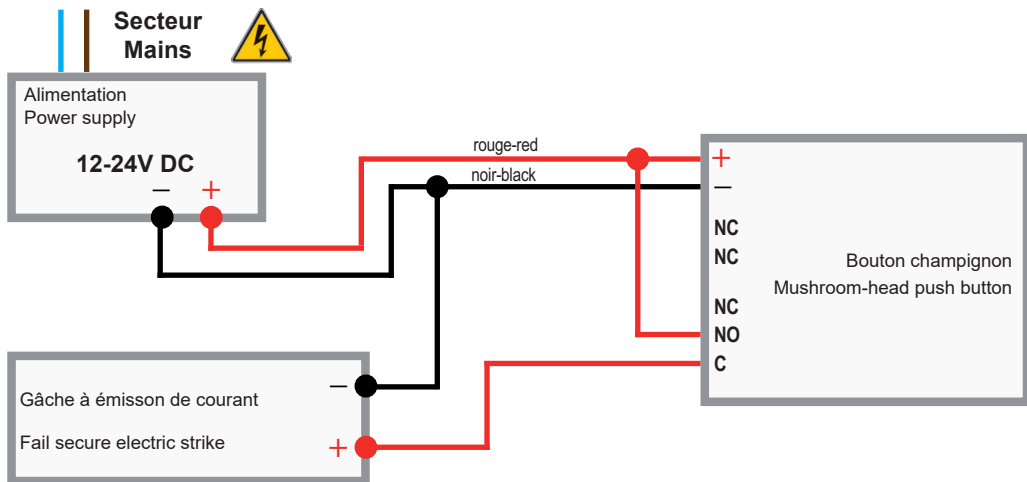 Secteur
Mains
Alimentation
Power supply
12-24V DC
– +
rouge-red
noir-black
+
–
NC
NC
NC
NO
C
Bouton champignon
Mushroom-head push button
Gâche à émisson de courant
–
Fail secure electric strike
+